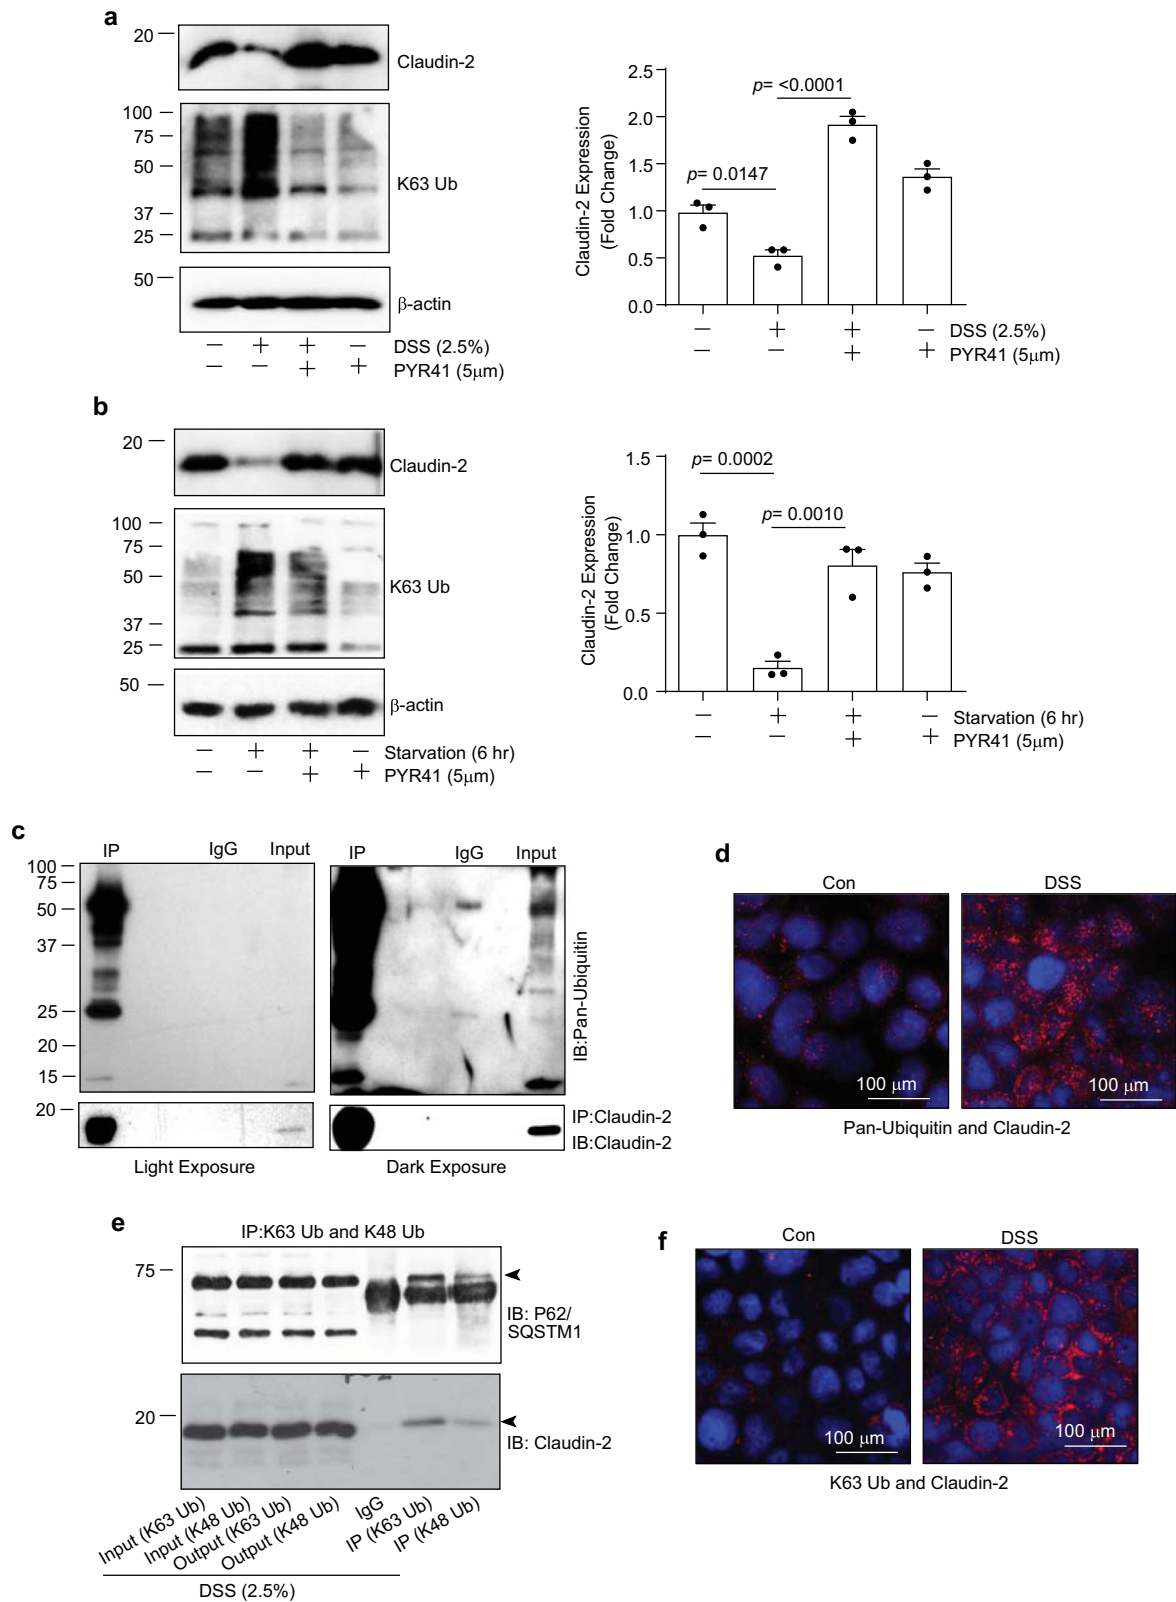 a
20
Claudin-2
100
75
50
37
25
K63 Ub
50
β-actin
— + + — DSS (2.5%)
— — + + PYR41 (5μm)
Claudin-2 Expression
(Fold Change)
2.5
2.0
1.5
1.0
0.5
0.0
p= <0.0001
p= 0.0147
— + + — DSS (2.5%)
— — + + PYR41 (5μm)
b
20
Claudin-2
100
75
50
37
25
K63 Ub
50
β-actin
— + + — Starvation (6 hr)
— — + + PYR41 (5μm)
Claudin-2 Expression
(Fold Change)
1.5
1.0
0.5
0.0
p= 0.0002
p= 0.0010
— + + — Starvation (6 hr)
— — + + PYR41 (5μm)
c
IP IgG Input
IP IgG Input
100
75
50
37
25
20
15
20
IB:Pan-Ubiquitin
IP:Claudin-2
IB:Claudin-2
Light Exposure
Dark Exposure
d
Con
DSS
100 μm
100 μm
Pan-Ubiquitin and Claudin-2
e
IP:K63 Ub and K48 Ub
75
IB: P62/
SQSTM1
20
IB: Claudin-2
Input (K63 Ub)
Input (K48 Ub)
Output (K63 Ub)
Output (K48 Ub)
IgG
IP (K63 Ub)
IP (K48 Ub)
DSS (2.5%)
f
Con
DSS
100 μm
100 μm
K63 Ub and Claudin-2